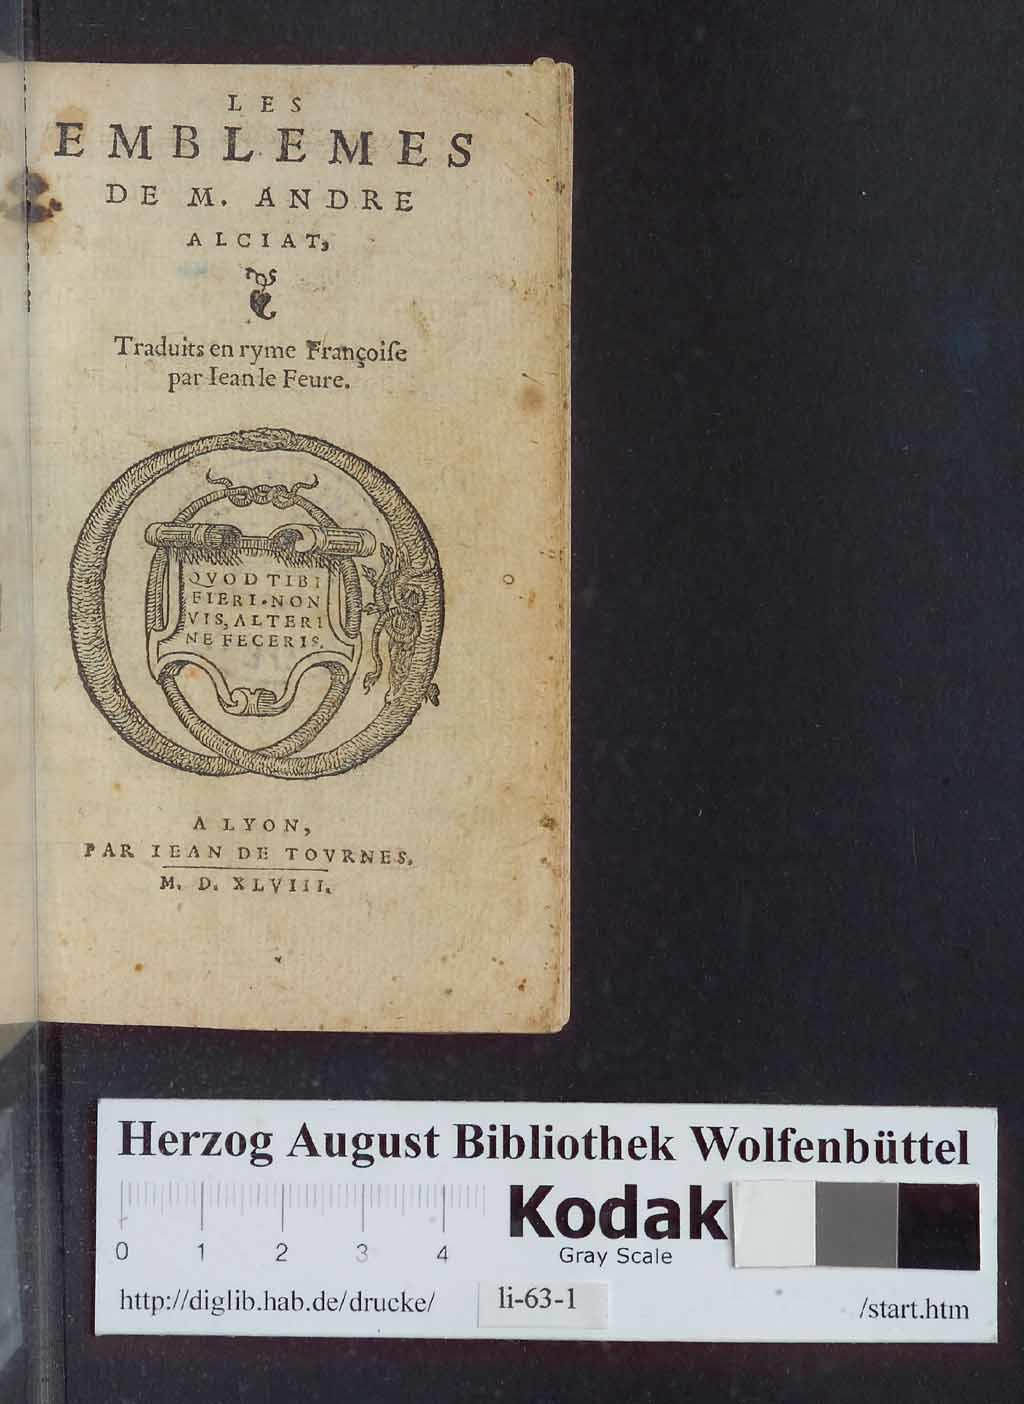 LES
EMBLEMES
DE M. ANDRE
ALCIAT,
Traduits en ryme Françoiſe
par Iean le Feure.
QVOD TIBI
FIERI NON
VIS, ALTERI
NE FECERIS.
A LYON,
PAR IEAN DE TOVRNES.
M. D. XLVIII.
Herzog August Bibliothek Wolfenbüttel
0 1 2 3 4
Kodak
Gray Scale
http://diglib.hab.de/drucke/ li-63-1 /start.htm